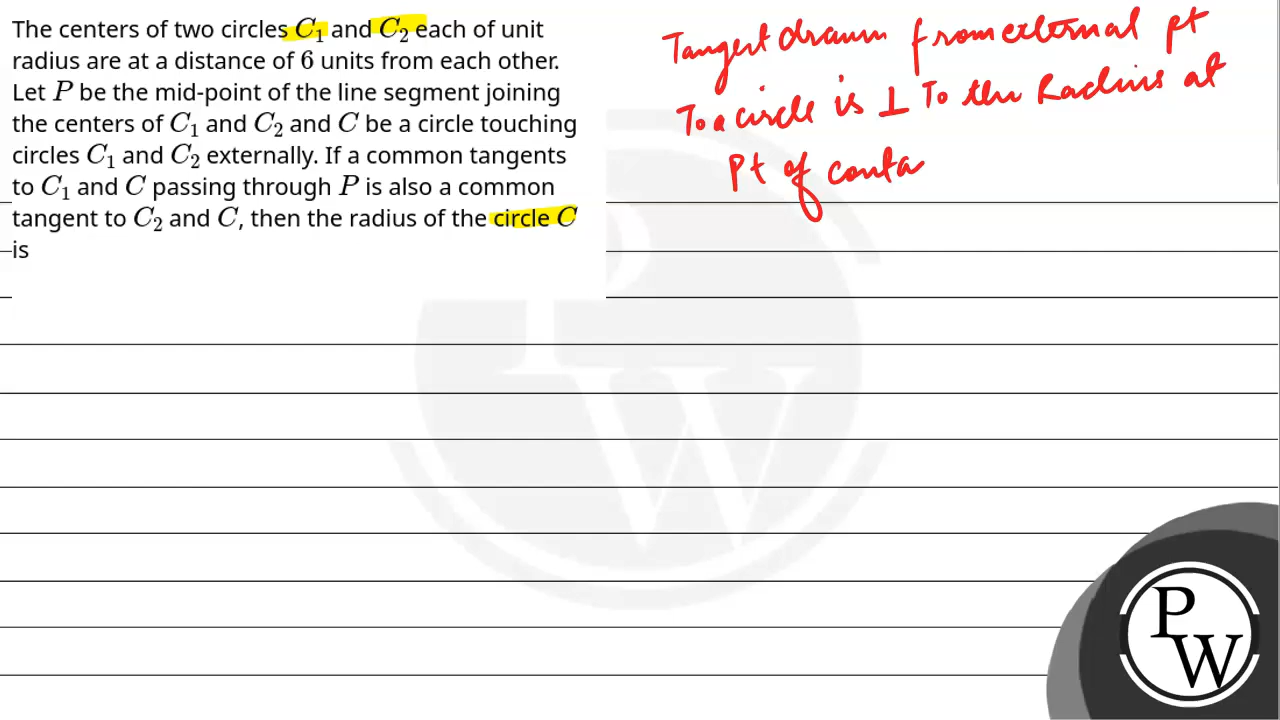 The centers of two circles C₁ and C₂ each of unit
radius are at a distance of 6 units from each other.
Let P be the mid-point of the line segment joining
the centers of C₁ and C₂ and C be a circle touching
circles C₁ and C₂ externally. If a common tangents
to C₁ and C passing through P is also a common
tangent to C₂ and C, then the radius of the circle C
is
Tangent drawn from external pt
To a circle is ⊥ To the Radius at
Pt of conta
P
W
P
W